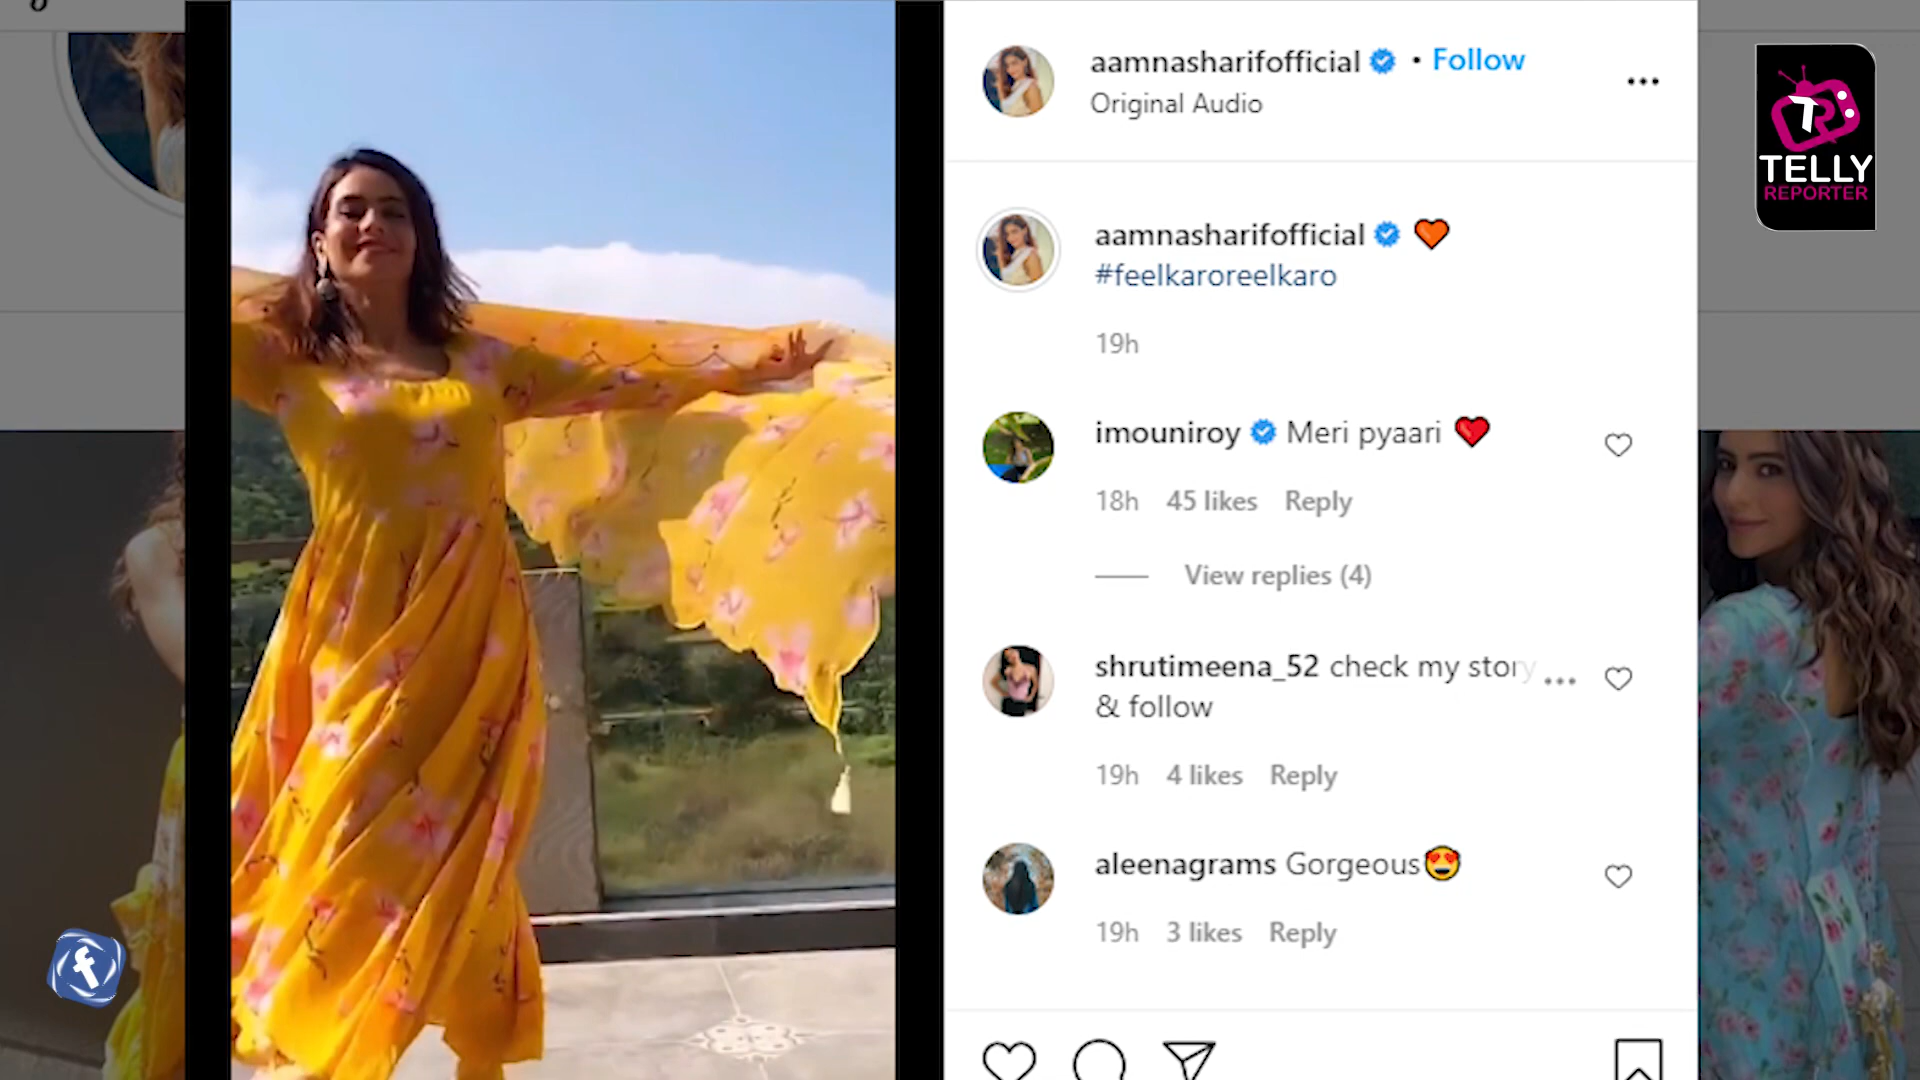 aamnasharifofficial • Follow
Original Audio
TR
TELLY
REPORTER
aamnasharifofficial 🧡
#feelkaroreelkaro
19h
imouniroy Meri pyaari ❤️
18h 45 likes Reply
View replies (4)
shrutimeena_52 check my story
& follow
19h 4 likes Reply
aleenagrams Gorgeous😍
19h 3 likes Reply
f